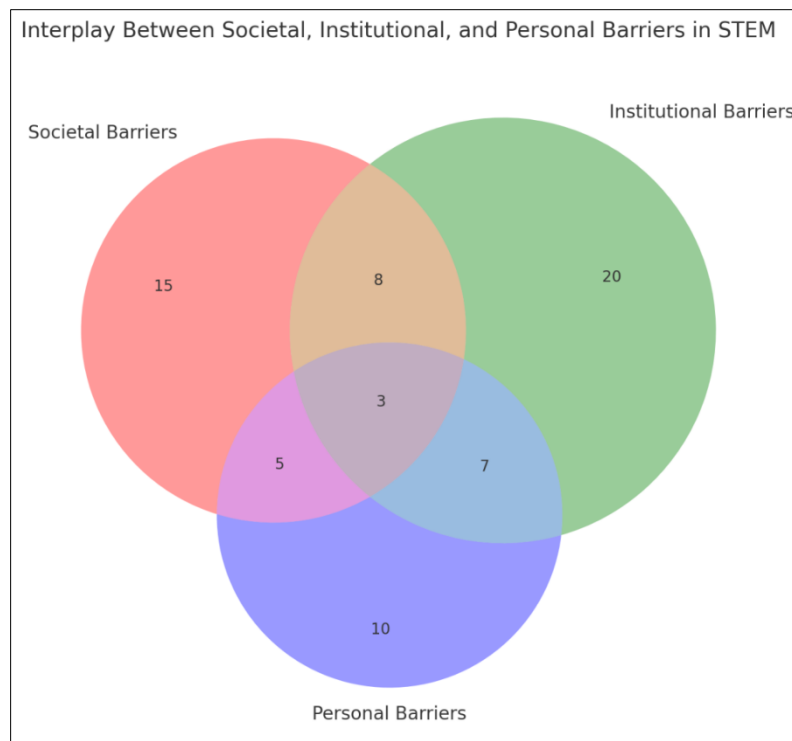 Interplay Between Societal, Institutional, and Personal Barriers in STEM
Institutional Barriers
Societal Barriers
15
8
20
3
5
7
10
Personal Barriers